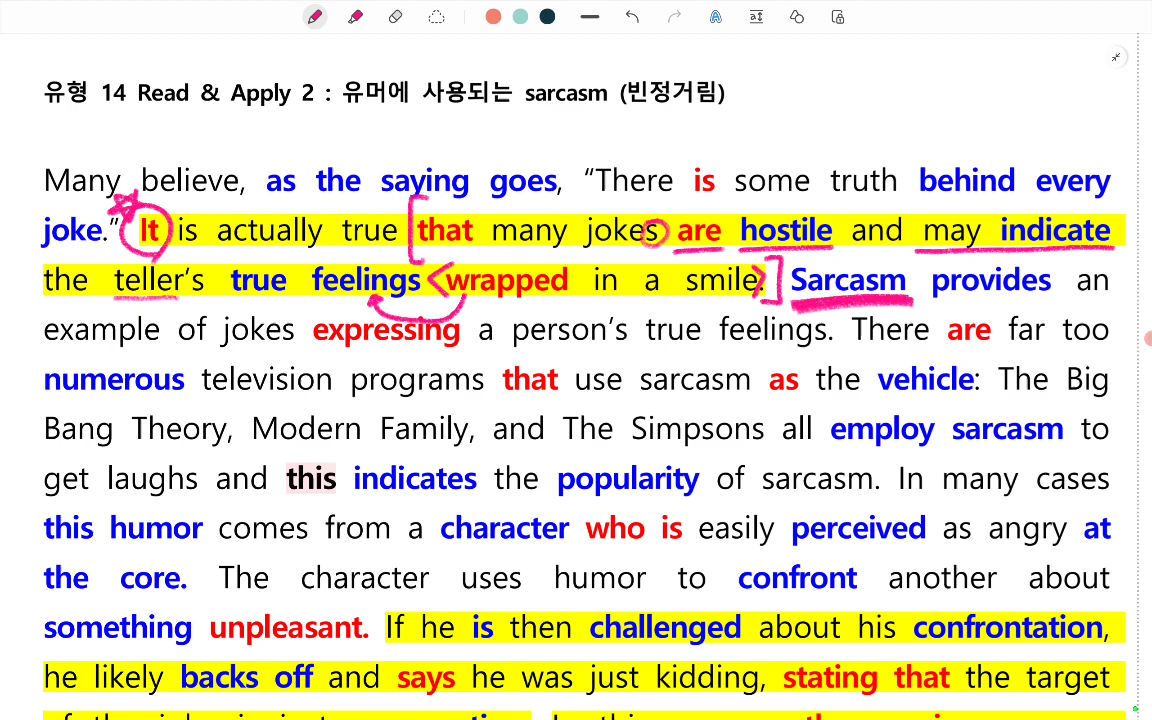 유형 14 Read & Apply 2 : 유머에 사용되는 sarcasm (빈정거림)
Many believe, as the saying goes, “There is some truth behind every
joke.” It is actually true that many jokes are hostile and may indicate
the teller’s true feelings wrapped in a smile. Sarcasm provides an
example of jokes expressing a person’s true feelings. There are far too
numerous television programs that use sarcasm as the vehicle: The Big
Bang Theory, Modern Family, and The Simpsons all employ sarcasm to
get laughs and this indicates the popularity of sarcasm. In many cases
this humor comes from a character who is easily perceived as angry at
the core. The character uses humor to confront another about
something unpleasant. If he is then challenged about his confrontation,
he likely backs off and says he was just kidding, stating that the target